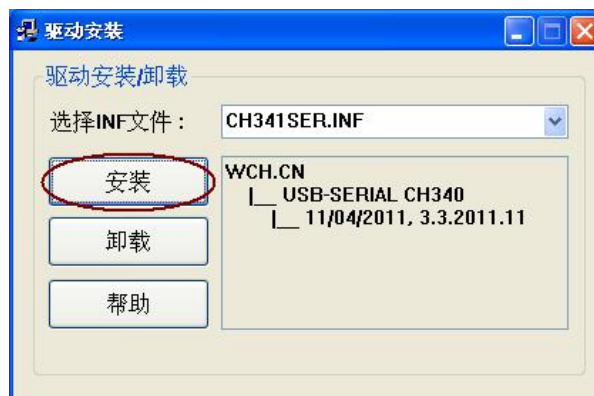 驱动安装
驱动安装/卸载
选择INF文件：
CH341SER.INF
安装
卸载
帮助
WCH.CN
|__ USB-SERIAL CH340
|__ 11/04/2011, 3.3.2011.11